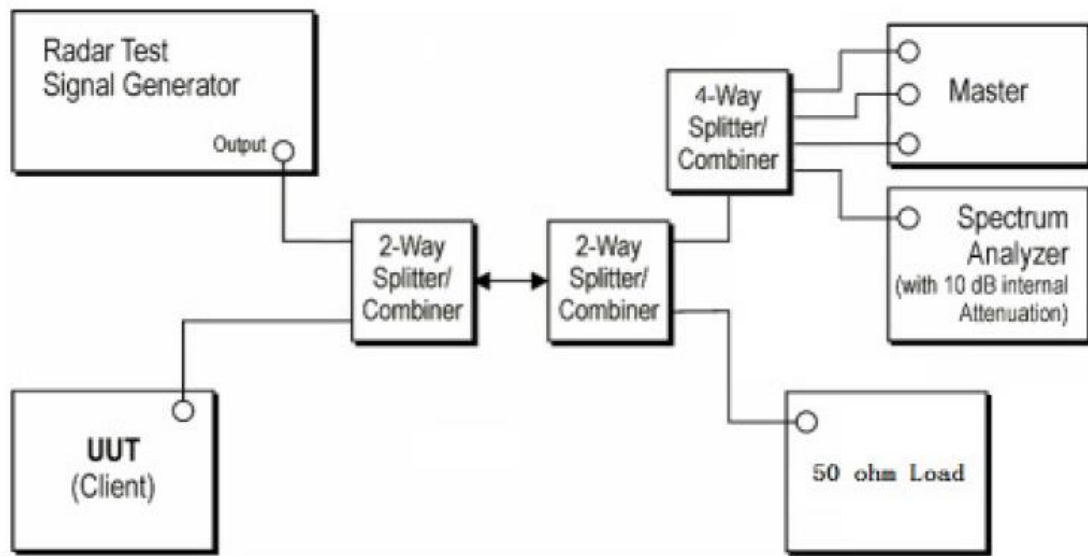 Radar Test
Signal Generator
Output
4-Way
Splitter/
Combiner
Master
2-Way
Splitter/
Combiner
2-Way
Splitter/
Combiner
Spectrum
Analyzer
(with 10 dB internal
Attenuation)
UUT
(Client)
50 ohm Load